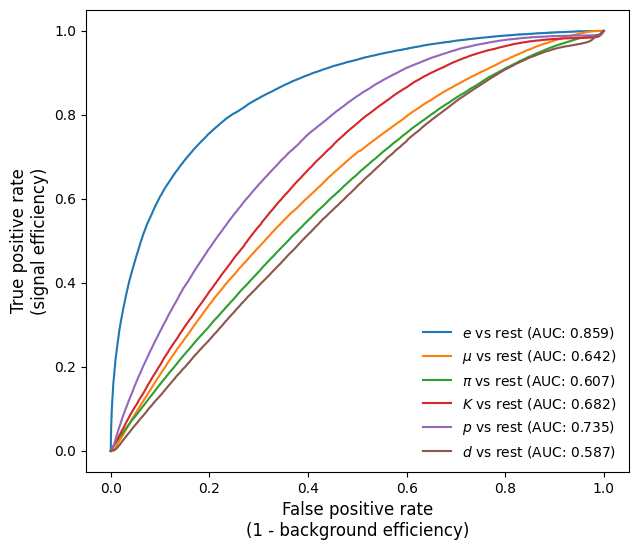 True positive rate
(signal efficiency)
1.0
0.8
0.6
0.4
0.2
0.0
e vs rest (AUC: 0.859)
μ vs rest (AUC: 0.642)
π vs rest (AUC: 0.607)
K vs rest (AUC: 0.682)
p vs rest (AUC: 0.735)
d vs rest (AUC: 0.587)
0.0 0.2 0.4 0.6 0.8 1.0
False positive rate
(1 - background efficiency)